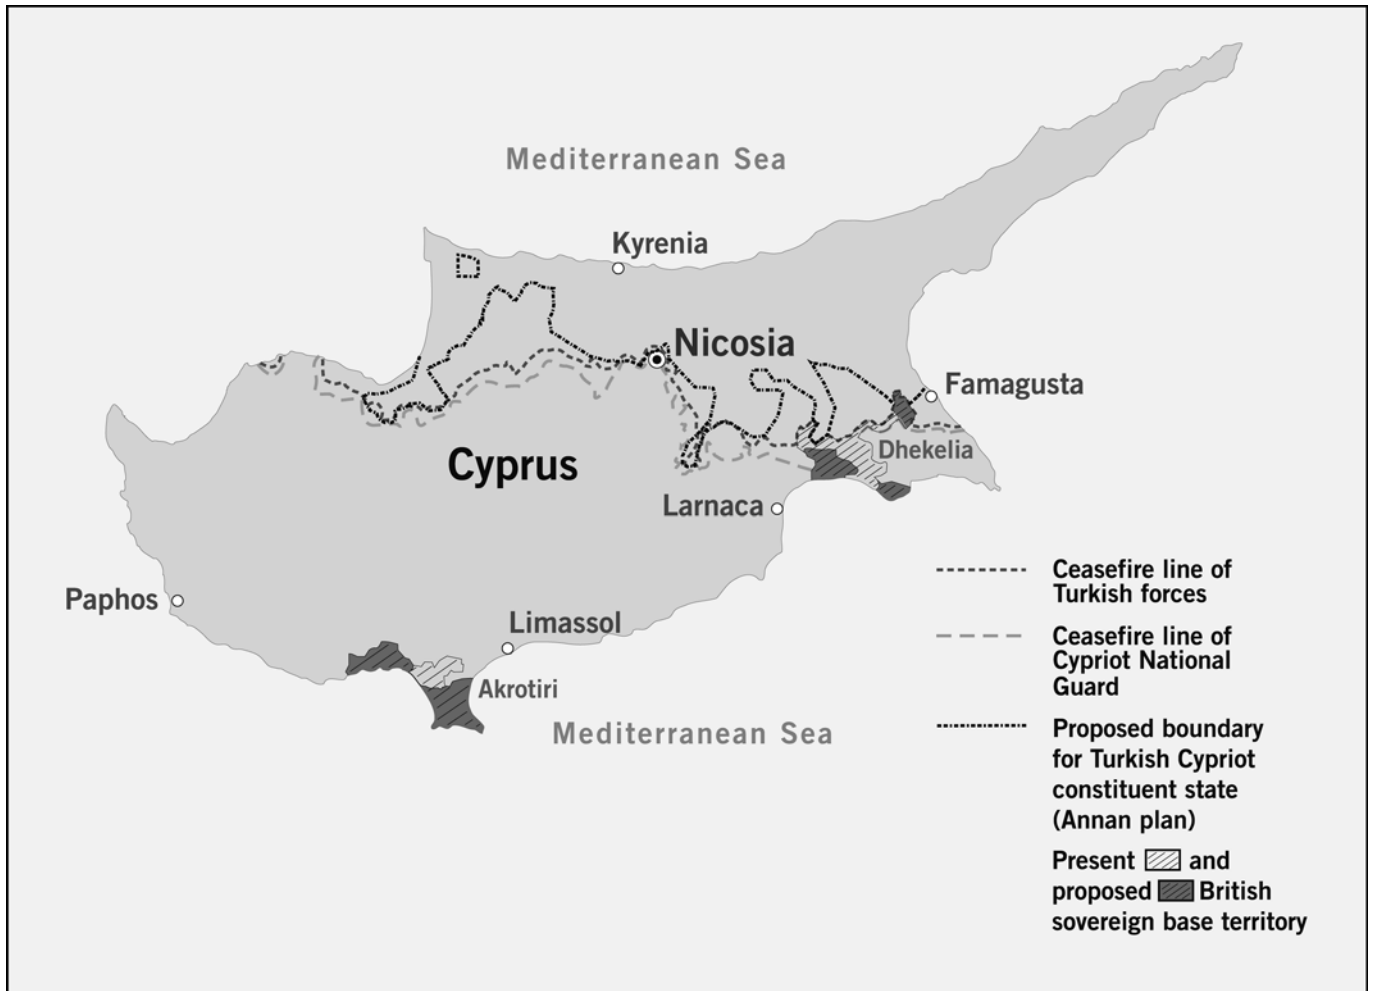 Mediterranean Sea
Kyrenia
Nicosia
Famagusta
Cyprus
Dhekelia
Larnaca
Ceasefire line of
Turkish forces
Paphos
Limassol
Ceasefire line of
Cypriot National
Guard
Akrotiri
Mediterranean Sea
Proposed boundary
for Turkish Cypriot
constituent state
(Annan plan)
Present and
proposed British
sovereign base territory